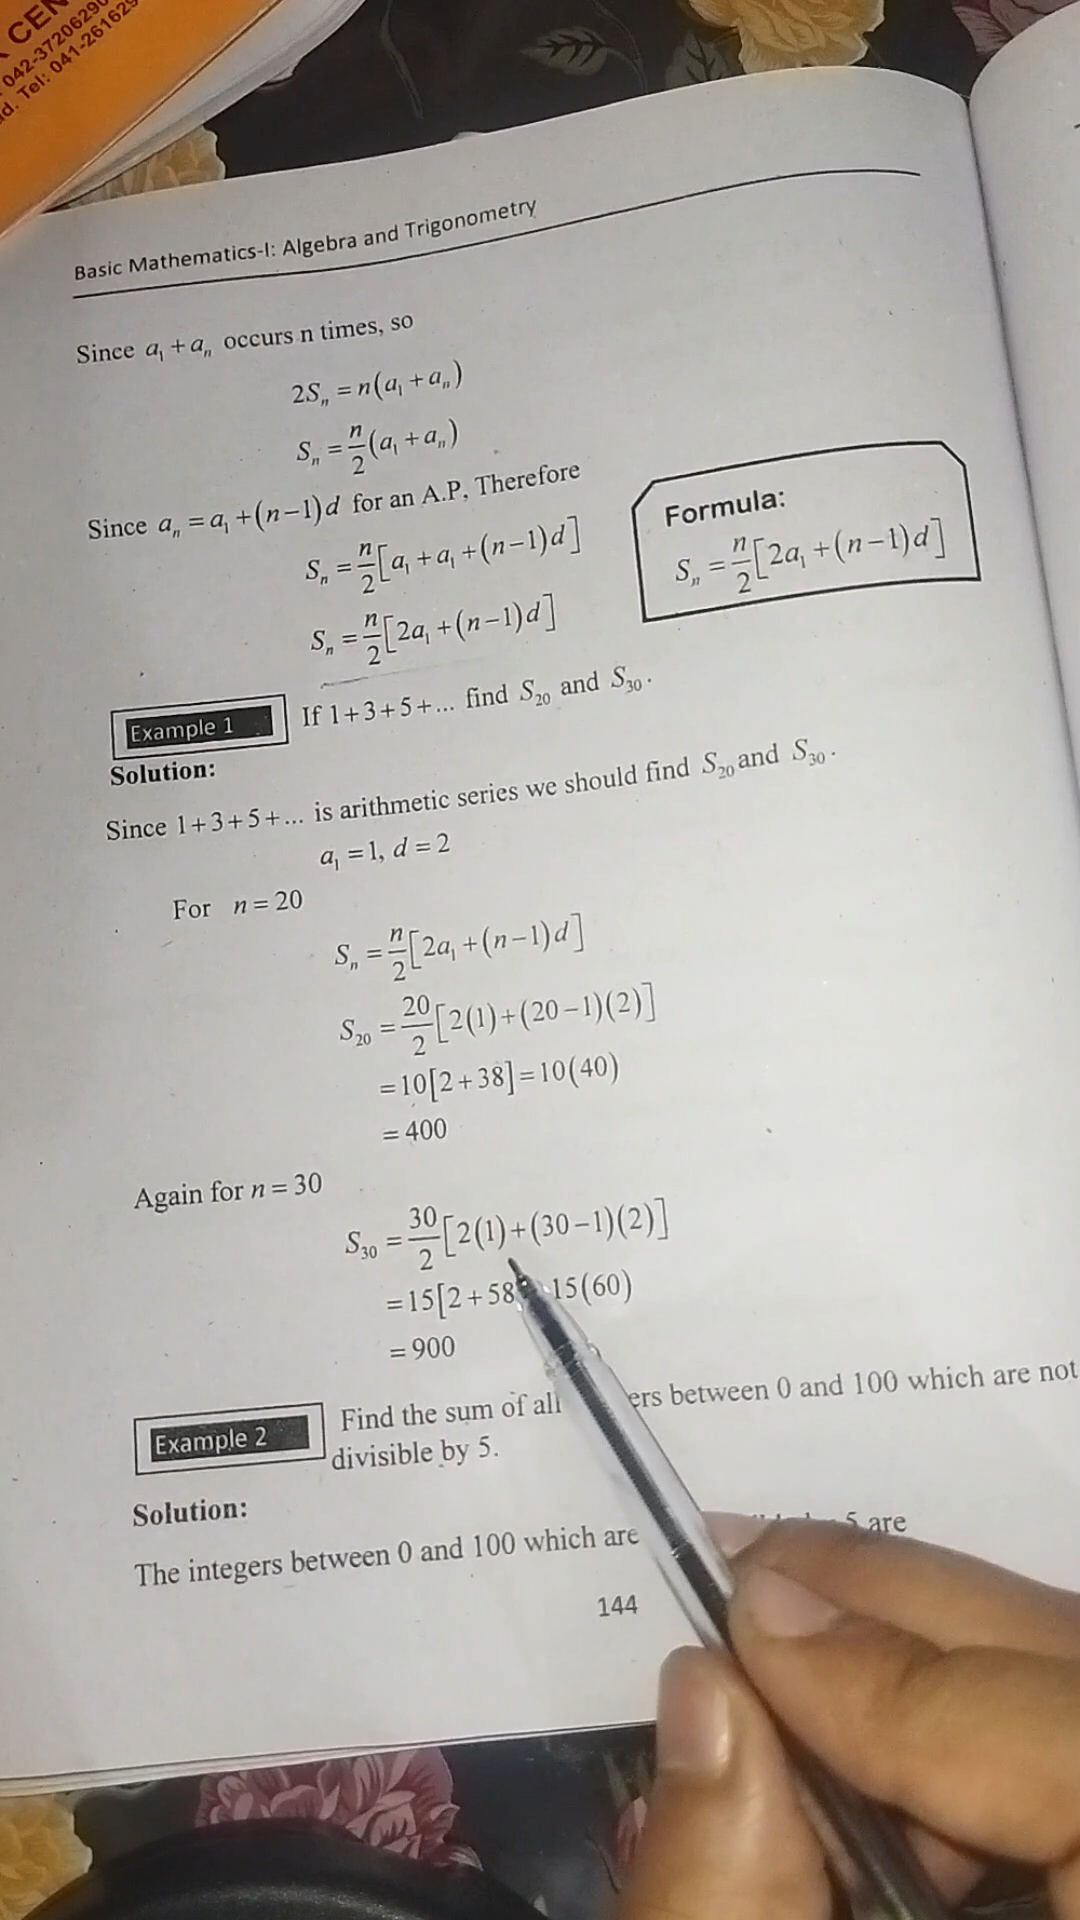 CEN
042-3720629
d. Tel: 041-26162
Basic Mathematics-I: Algebra and Trigonometry
Since a₁ + aₙ occurs n times, so
2Sₙ = n(a₁ + aₙ)
Sₙ = n/2 (a₁ + aₙ)
Since aₙ = a₁ + (n−1)d for an A.P, Therefore
Sₙ = n/2 [a₁ + a₁ + (n−1)d]
Sₙ = n/2 [2a₁ + (n−1)d]
Formula:
Sₙ = n/2 [2a₁ + (n−1)d]
Example 1 If 1+3+5+... find S₂₀ and S₃₀.
Solution:
Since 1+3+5+... is arithmetic series we should find S₂₀ and S₃₀.
a₁ = 1, d = 2
For n = 20
Sₙ = n/2 [2a₁ + (n−1)d]
S₂₀ = 20/2 [2(1)+(20−1)(2)]
= 10[2+38] = 10(40)
= 400
Again for n = 30
S₃₀ = 30/2 [2(1)+(30−1)(2)]
= 15[2+58 15(60)
= 900
Example 2 Find the sum of all ers between 0 and 100 which are not
divisible by 5.
Solution:
The integers between 0 and 100 which are 5 are
144